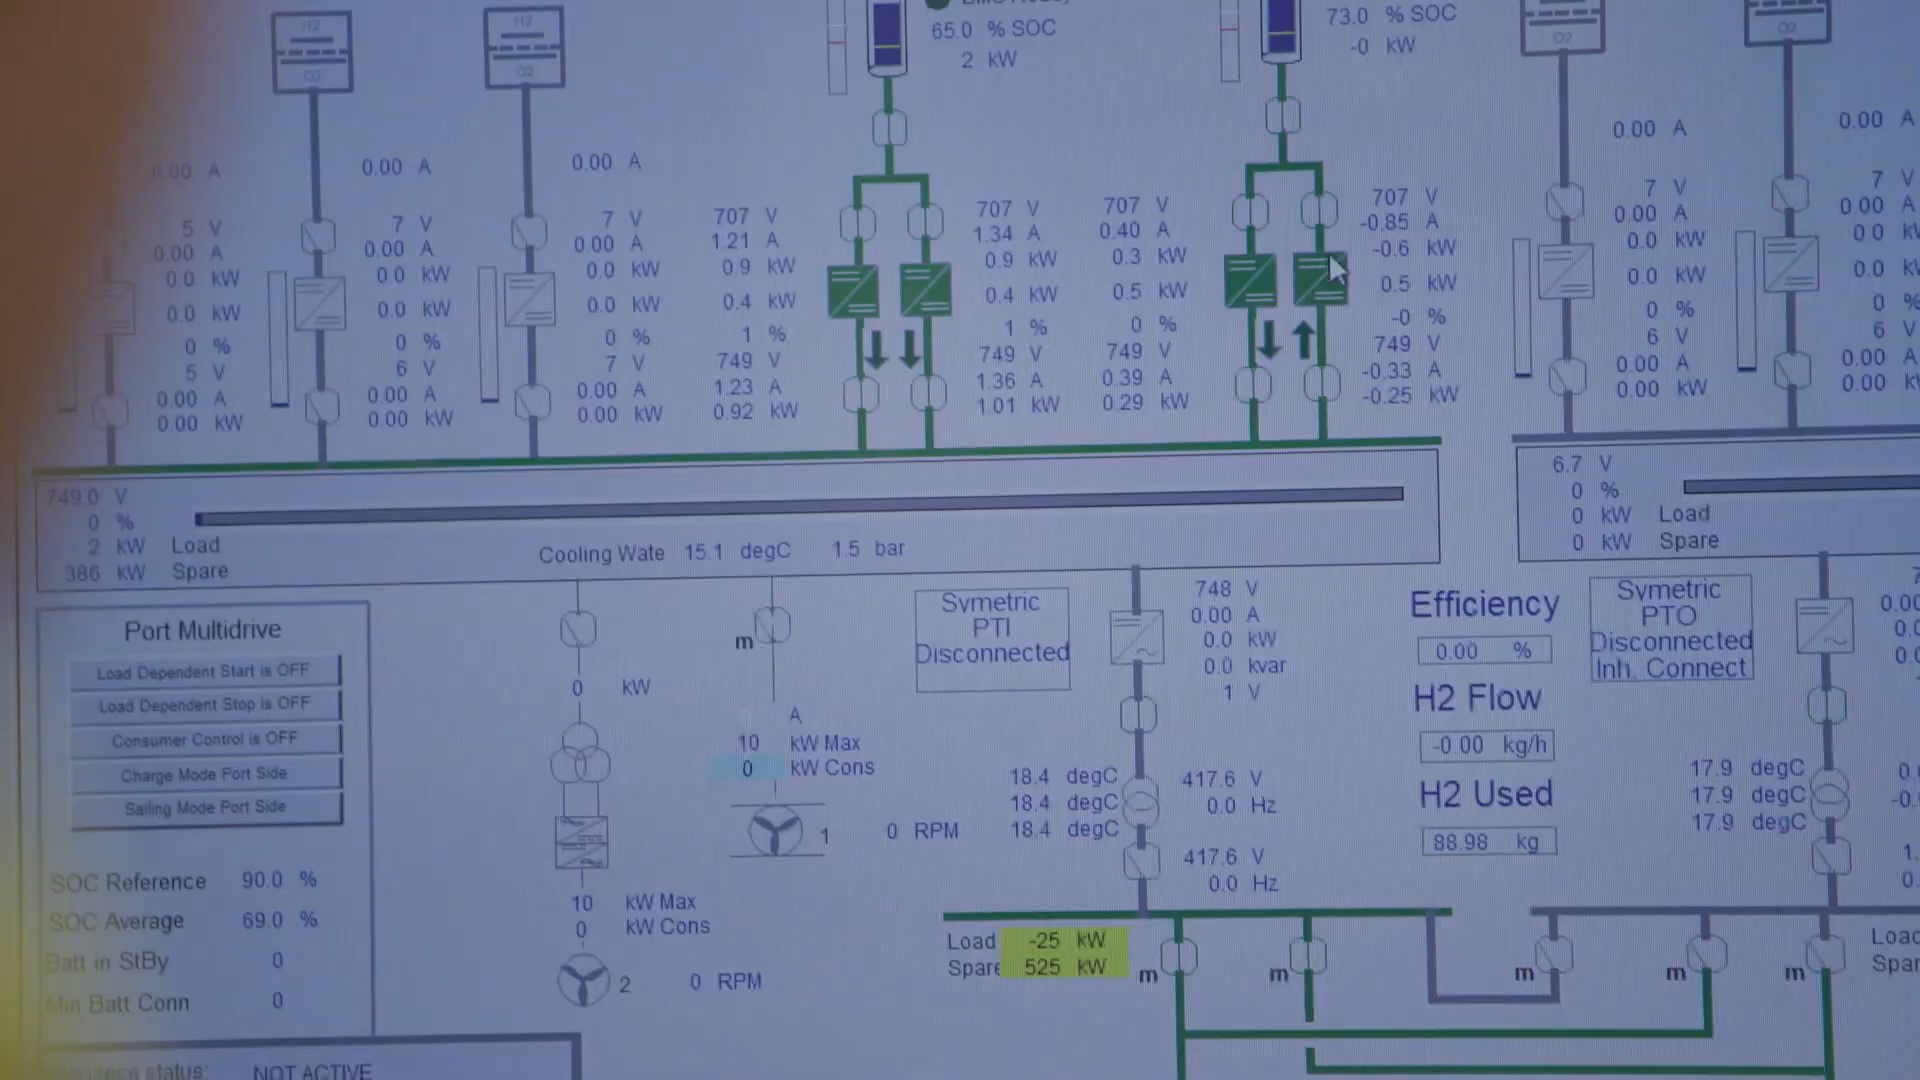 H2
O2
H2
O2
65.0 % SOC
2 kW
73.0 % SOC
-0 kW
O2
O2
0.00 A
5 V
0.00 A
0.0 kW
0.0 kW
0 %
5 V
0.00 A
0.00 kW
0.00 A
7 V
0.00 A
0.0 kW
0.0 kW
0 %
6 V
0.00 A
0.00 kW
0.00 A
7 V
0.00 A
0.0 kW
0.0 kW
0 %
7 V
0.00 A
0.00 kW
707 V
1.21 A
0.9 kW
0.4 kW
1 %
749 V
1.23 A
0.92 kW
707 V
1.34 A
0.9 kW
0.4 kW
1 %
749 V
1.36 A
1.01 kW
707 V
0.40 A
0.3 kW
0.5 kW
0 %
749 V
0.39 A
0.29 kW
707 V
-0.85 A
-0.6 kW
0.5 kW
-0 %
749 V
-0.33 A
-0.25 kW
0.00 A
7 V
0.00 A
0.0 kW
0.0 kW
0 %
6 V
0.00 A
0.00 kW
0.00 A
7 V
0.00 A
0.0
0.0
0 %
6 V
0.00 A
0.00
749.0 V
0 %
2 kW Load
386 kW Spare
Cooling Wate 15.1 degC 1.5 bar
6.7 V
0 %
0 kW Load
0 kW Spare
Port Multidrive
Load Dependent Start is OFF
Load Dependent Stop is OFF
Consumer Control is OFF
Charge Mode Port Side
Sailing Mode Port Side
SOC Reference 90.0 %
SOC Average 69.0 %
Batt in StBy 0
Min Batt Conn 0
status: NOT ACTIVE
0 kW
10 kW Max
0 kW Cons
2 0 RPM
m
A
10 kW Max
0 kW Cons
1 0 RPM
Symetric
PTI
Disconnected
748 V
0.00 A
0.0 kW
0.0 kvar
1 V
18.4 degC
18.4 degC
18.4 degC
417.6 V
0.0 Hz
417.6 V
0.0 Hz
Efficiency
0.00 %
H2 Flow
-0.00 kg/h
H2 Used
88.98 kg
Symetric
PTO
Disconnected
Inh. Connect
17.9 degC
17.9 degC
17.9 degC
Load -25 kW
Spare 525 kW
m
m
m
m
m